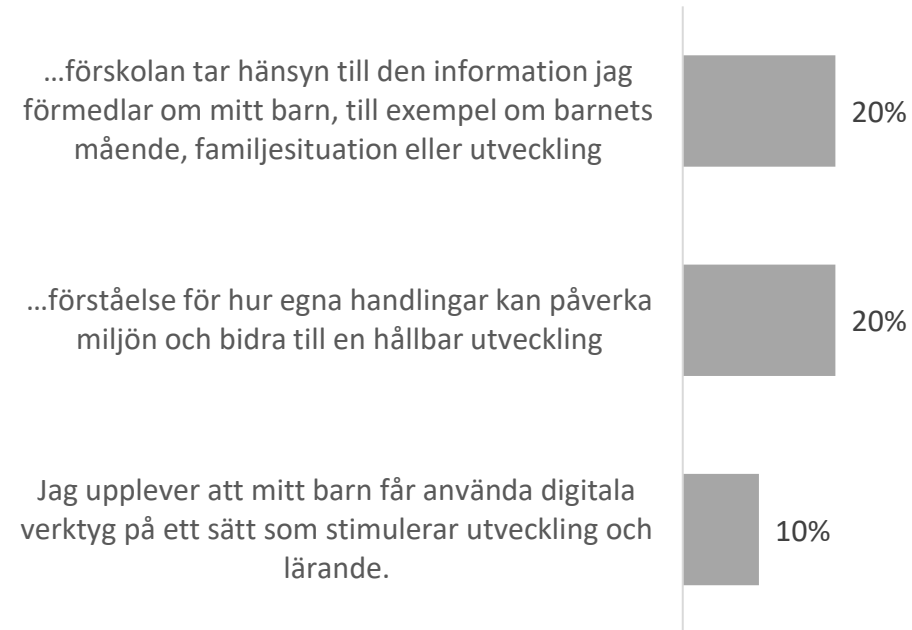 …förskolan tar hänsyn till den information jag
förmedlar om mitt barn, till exempel om barnets
mående, familjesituation eller utveckling
20%
…förståelse för hur egna handlingar kan påverka
miljön och bidra till en hållbar utveckling
20%
Jag upplever att mitt barn får använda digitala
verktyg på ett sätt som stimulerar utveckling och
lärande.
10%